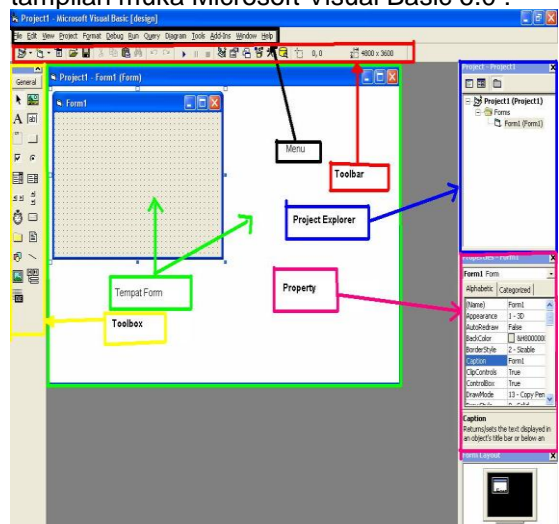 tampilan muka Microsoft Visual Basic 6.0 :
Project1 - Microsoft Visual Basic [design]
File Edit View Project Format Debug Run Query Diagram Tools Add-Ins Window Help
0,0 4800 x 3600
General
Project1 - Form1 (Form)
Form1
Menu
Toolbar
Project Explorer
Tempat Form
Property
Toolbox
Project - Project1
Project1 (Project1)
Forms
Form1 (Form1)
Properties - Form1
Form1 Form
Alphabetic Categorized
(Name) Form1
Appearance 1 - 3D
AutoRedraw False
BackColor &H8000000
BorderStyle 2 - Sizable
Caption Form1
ClipControls True
ControlBox True
DrawMode 13 - Copy Pen
Caption
Returns/sets the text displayed in
an object's title bar or below an
Form Layout